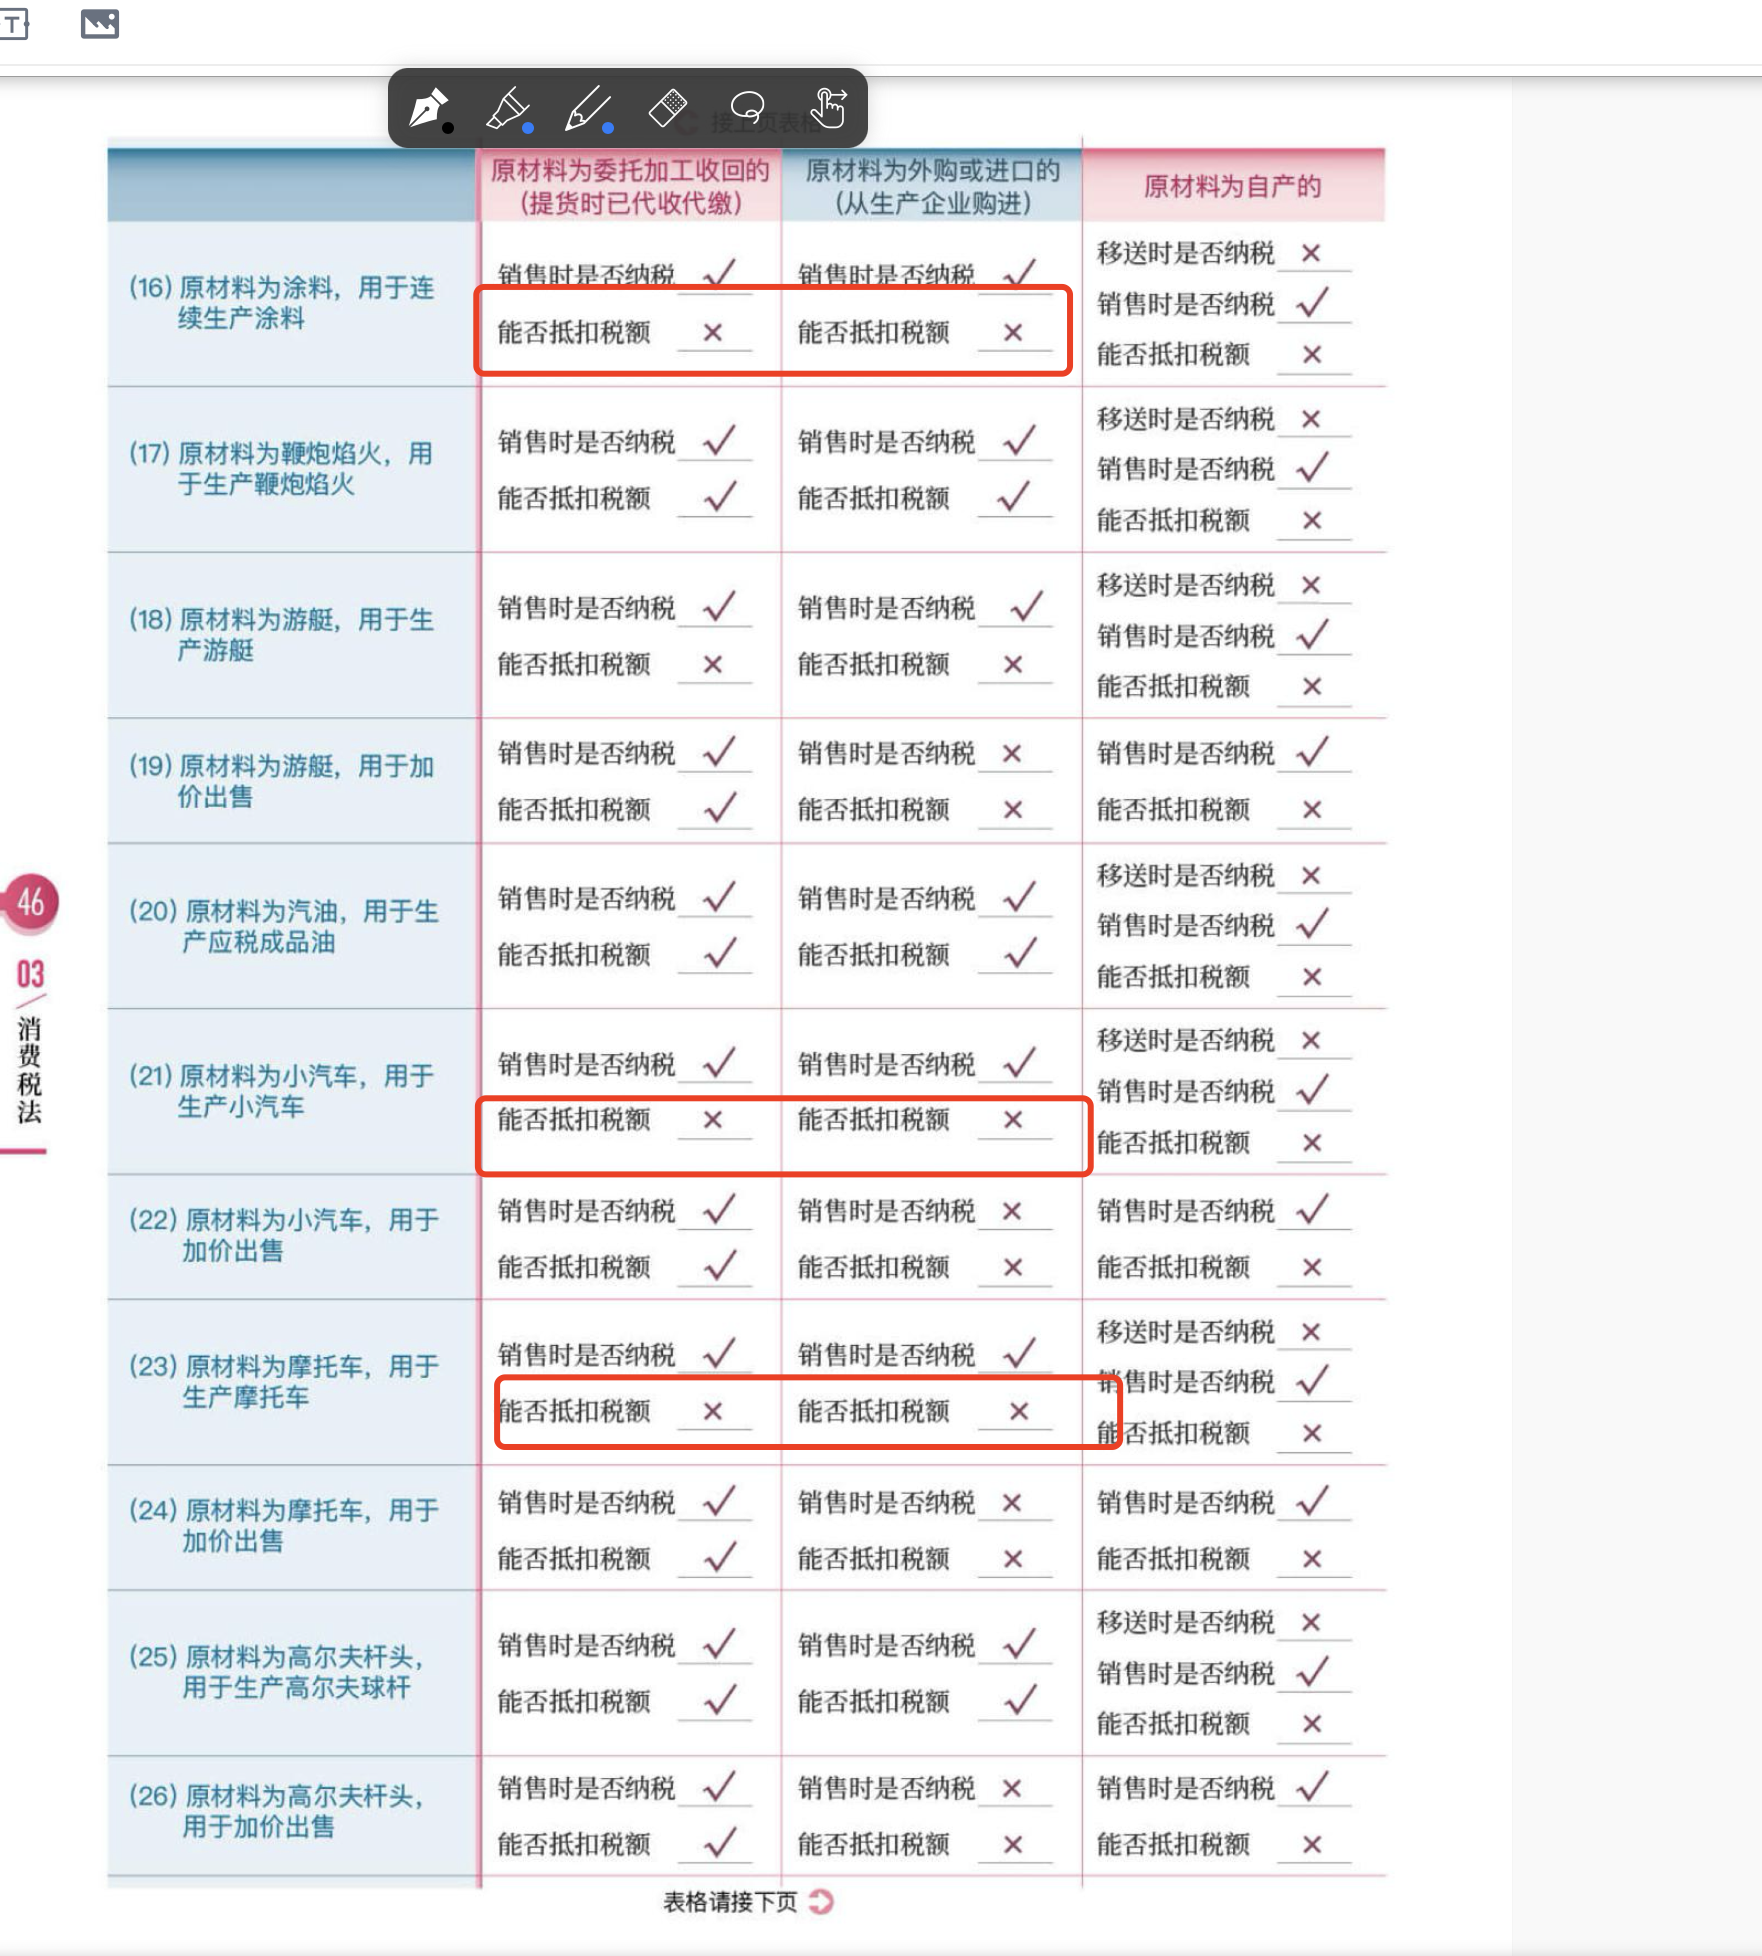 T
接上页表格
原材料为委托加工收回的
(提货时已代收代缴)
原材料为外购或进口的
(从生产企业购进)
原材料为自产的
(16) 原材料为涂料，用于连
续生产涂料
销售时是否纳税 ✓
能否抵扣税额 ×
销售时是否纳税 ✓
能否抵扣税额 ×
移送时是否纳税 ×
销售时是否纳税 ✓
能否抵扣税额 ×
(17) 原材料为鞭炮焰火，用
于生产鞭炮焰火
销售时是否纳税 ✓
能否抵扣税额 ✓
销售时是否纳税 ✓
能否抵扣税额 ✓
移送时是否纳税 ×
销售时是否纳税 ✓
能否抵扣税额 ×
(18) 原材料为游艇，用于生
产游艇
销售时是否纳税 ✓
能否抵扣税额 ×
销售时是否纳税 ✓
能否抵扣税额 ×
移送时是否纳税 ×
销售时是否纳税 ✓
能否抵扣税额 ×
(19) 原材料为游艇，用于加
价出售
销售时是否纳税 ✓
能否抵扣税额 ✓
销售时是否纳税 ×
能否抵扣税额 ×
销售时是否纳税 ✓
能否抵扣税额 ×
(20) 原材料为汽油，用于生
产应税成品油
销售时是否纳税 ✓
能否抵扣税额 ✓
销售时是否纳税 ✓
能否抵扣税额 ✓
移送时是否纳税 ×
销售时是否纳税 ✓
能否抵扣税额 ×
(21) 原材料为小汽车，用于
生产小汽车
销售时是否纳税 ✓
能否抵扣税额 ×
销售时是否纳税 ✓
能否抵扣税额 ×
移送时是否纳税 ×
销售时是否纳税 ✓
能否抵扣税额 ×
(22) 原材料为小汽车，用于
加价出售
销售时是否纳税 ✓
能否抵扣税额 ✓
销售时是否纳税 ×
能否抵扣税额 ×
销售时是否纳税 ✓
能否抵扣税额 ×
(23) 原材料为摩托车，用于
生产摩托车
销售时是否纳税 ✓
能否抵扣税额 ×
销售时是否纳税 ✓
能否抵扣税额 ×
移送时是否纳税 ×
销售时是否纳税 ✓
能否抵扣税额 ×
(24) 原材料为摩托车，用于
加价出售
销售时是否纳税 ✓
能否抵扣税额 ✓
销售时是否纳税 ×
能否抵扣税额 ×
销售时是否纳税 ✓
能否抵扣税额 ×
(25) 原材料为高尔夫杆头，
用于生产高尔夫球杆
销售时是否纳税 ✓
能否抵扣税额 ✓
销售时是否纳税 ✓
能否抵扣税额 ✓
移送时是否纳税 ×
销售时是否纳税 ✓
能否抵扣税额 ×
(26) 原材料为高尔夫杆头，
用于加价出售
销售时是否纳税 ✓
能否抵扣税额 ✓
销售时是否纳税 ×
能否抵扣税额 ×
销售时是否纳税 ✓
能否抵扣税额 ×
表格请接下页
46
03
消费税法